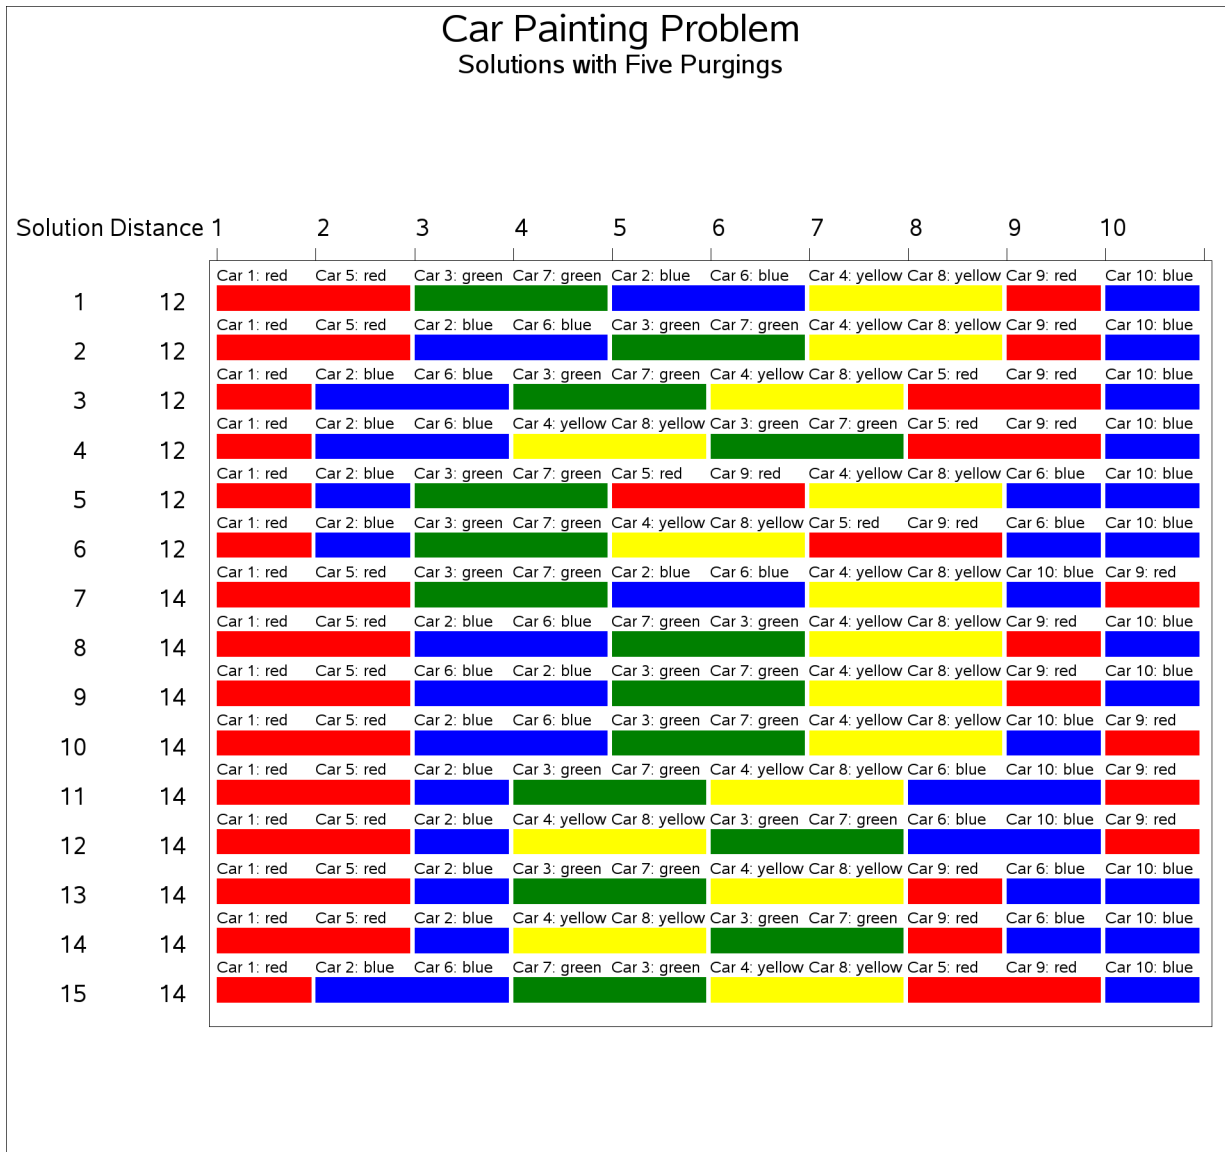 Car Painting Problem
Solutions with Five Purgings
Solution Distance 1 2 3 4 5 6 7 8 9 10
Car 1: red Car 5: red Car 3: green Car 7: green Car 2: blue Car 6: blue Car 4: yellow Car 8: yellow Car 9: red Car 10: blue
1 12
Car 1: red Car 5: red Car 2: blue Car 6: blue Car 3: green Car 7: green Car 4: yellow Car 8: yellow Car 9: red Car 10: blue
2 12
Car 1: red Car 2: blue Car 6: blue Car 3: green Car 7: green Car 4: yellow Car 8: yellow Car 5: red Car 9: red Car 10: blue
3 12
Car 1: red Car 2: blue Car 6: blue Car 4: yellow Car 8: yellow Car 3: green Car 7: green Car 5: red Car 9: red Car 10: blue
4 12
Car 1: red Car 2: blue Car 3: green Car 7: green Car 5: red Car 9: red Car 4: yellow Car 8: yellow Car 6: blue Car 10: blue
5 12
Car 1: red Car 2: blue Car 3: green Car 7: green Car 4: yellow Car 8: yellow Car 5: red Car 9: red Car 6: blue Car 10: blue
6 12
Car 1: red Car 5: red Car 3: green Car 7: green Car 2: blue Car 6: blue Car 4: yellow Car 8: yellow Car 10: blue Car 9: red
7 14
Car 1: red Car 5: red Car 2: blue Car 6: blue Car 7: green Car 3: green Car 4: yellow Car 8: yellow Car 9: red Car 10: blue
8 14
Car 1: red Car 5: red Car 6: blue Car 2: blue Car 3: green Car 7: green Car 4: yellow Car 8: yellow Car 9: red Car 10: blue
9 14
Car 1: red Car 5: red Car 2: blue Car 6: blue Car 3: green Car 7: green Car 4: yellow Car 8: yellow Car 10: blue Car 9: red
10 14
Car 1: red Car 5: red Car 2: blue Car 3: green Car 7: green Car 4: yellow Car 8: yellow Car 6: blue Car 10: blue Car 9: red
11 14
Car 1: red Car 5: red Car 2: blue Car 4: yellow Car 8: yellow Car 3: green Car 7: green Car 6: blue Car 10: blue Car 9: red
12 14
Car 1: red Car 5: red Car 2: blue Car 3: green Car 7: green Car 4: yellow Car 8: yellow Car 9: red Car 6: blue Car 10: blue
13 14
Car 1: red Car 5: red Car 2: blue Car 4: yellow Car 8: yellow Car 3: green Car 7: green Car 9: red Car 6: blue Car 10: blue
14 14
Car 1: red Car 2: blue Car 6: blue Car 7: green Car 3: green Car 4: yellow Car 8: yellow Car 5: red Car 9: red Car 10: blue
15 14